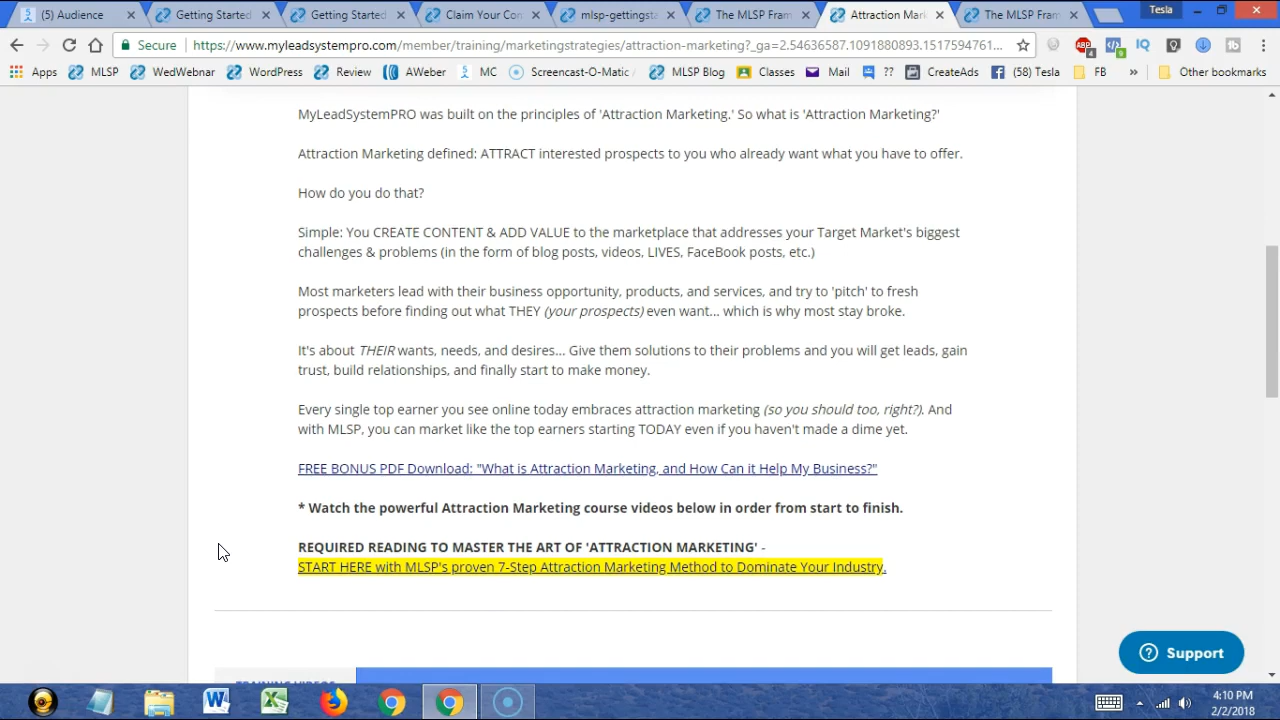 (5) Audience
Getting Started
Getting Started
Claim Your Con
mlsp-gettingsta
The MLSP Fram
Attraction Mark
The MLSP Fram
Tesla
Secure
https://www.myleadsystempro.com/member/training/marketingstrategies/attraction-marketing?_ga=2.54652587.1091880893.1517594761...
Apps
MLSP
WedWebnar
WordPress
Review
AWeber
MC
Screencast-O-Matic
MLSP Blog
Classes
Mail
??
CreateAds
(58) Tesla
FB
»
Other bookmarks
MyLeadSystemPRO was built on the principles of 'Attraction Marketing.' So what is 'Attraction Marketing?'
Attraction Marketing defined: ATTRACT interested prospects to you who already want what you have to offer.
How do you do that?
Simple: You CREATE CONTENT & ADD VALUE to the marketplace that addresses your Target Market's biggest
challenges & problems (in the form of blog posts, videos, LIVES, FaceBook posts, etc.)
Most marketers lead with their business opportunity, products, and services, and try to 'pitch' to fresh
prospects before finding out what THEY (your prospects) even want... which is why most stay broke.
It's about THEIR wants, needs, and desires... Give them solutions to their problems and you will get leads, gain
trust, build relationships, and finally start to make money.
Every single top earner you see online today embraces attraction marketing (so you should too, right?). And
with MLSP, you can market like the top earners starting TODAY even if you haven't made a dime yet.
FREE BONUS PDF Download: "What is Attraction Marketing, and How Can it Help My Business?"
* Watch the powerful Attraction Marketing course videos below in order from start to finish.
REQUIRED READING TO MASTER THE ART OF 'ATTRACTION MARKETING' -
START HERE with MLSP's proven 7-Step Attraction Marketing Method to Dominate Your Industry.
Support
TRAINING VIDEOS
4:10 PM
2/2/2018